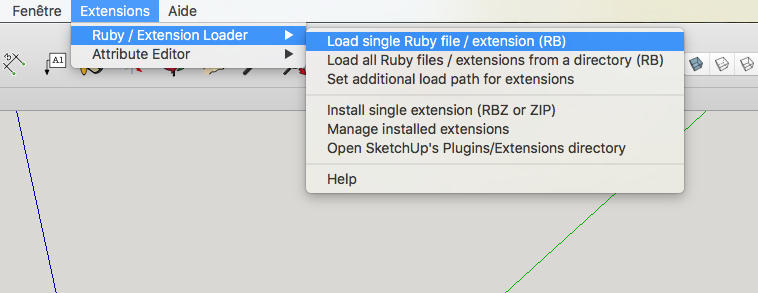 Fenêtre Extensions Aide
Ruby / Extension Loader
Attribute Editor
Load single Ruby file / extension (RB)
Load all Ruby files / extensions from a directory (RB)
Set additional load path for extensions
Install single extension (RBZ or ZIP)
Manage installed extensions
Open SketchUp's Plugins/Extensions directory
Help
A1